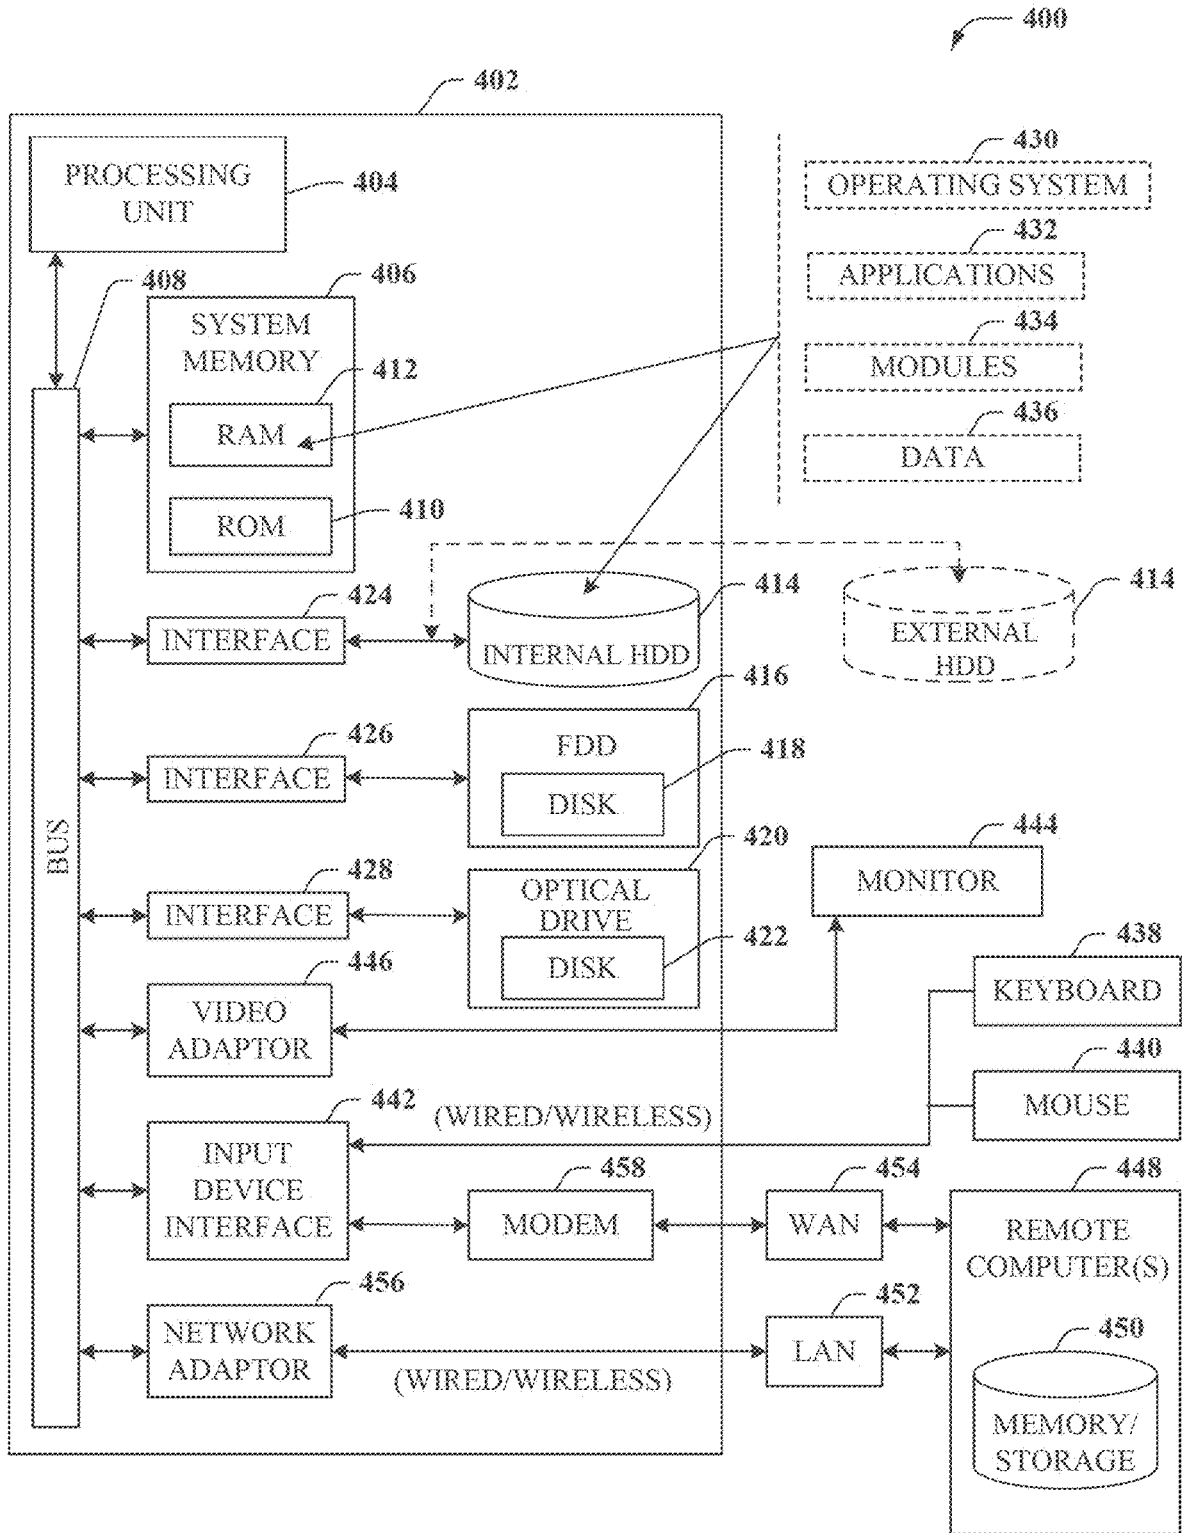 400
402
PROCESSING
UNIT
404
430
OPERATING SYSTEM
432
APPLICATIONS
434
MODULES
436
DATA
408
406
SYSTEM
MEMORY
412
RAM
410
ROM
BUS
424
INTERFACE
414
INTERNAL HDD
414
EXTERNAL
HDD
426
INTERFACE
416
FDD
418
DISK
428
INTERFACE
420
OPTICAL
DRIVE
422
DISK
444
MONITOR
446
VIDEO
ADAPTOR
438
KEYBOARD
440
MOUSE
442
INPUT
DEVICE
INTERFACE
(WIRED/WIRELESS)
458
MODEM
454
WAN
448
REMOTE
COMPUTER(S)
456
NETWORK
ADAPTOR
(WIRED/WIRELESS)
452
LAN
450
MEMORY/
STORAGE